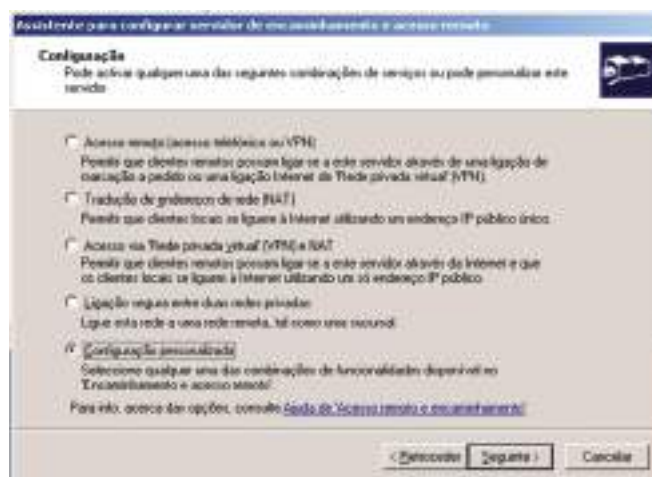 Assistente para configurar servidor de encaminhamento e acesso remoto
Configuração
Pode activar qualquer uma das seguintes combinações de serviços ou pode personalizar este
servidor.
Acesso remoto (acesso telefónico ou VPN)
Permite que clientes remotos possam ligar-se a este servidor através de uma ligação de
marcação a pedido ou uma ligação Internet de 'Rede privada virtual' (VPN).
Tradução de endereços de rede (NAT)
Permite que clientes locais se liguem à Internet utilizando um endereço IP público único.
Acesso via 'Rede privada virtual' (VPN) e NAT
Permite que clientes remotos possam ligar-se a este servidor através da Internet e que
os clientes locais se liguem à Internet utilizando um só endereço IP público.
Ligação segura entre duas redes privadas
Ligue esta rede a uma rede remota, tal como uma sucursal.
Configuração personalizada
Seleccione qualquer uma das combinações de funcionalidades disponível no
'Encaminhamento e acesso remoto'.
Para info. acerca das opções, consulte Ajuda de 'Acesso remoto e encaminhamento'.
< Retroceder Seguinte > Cancelar